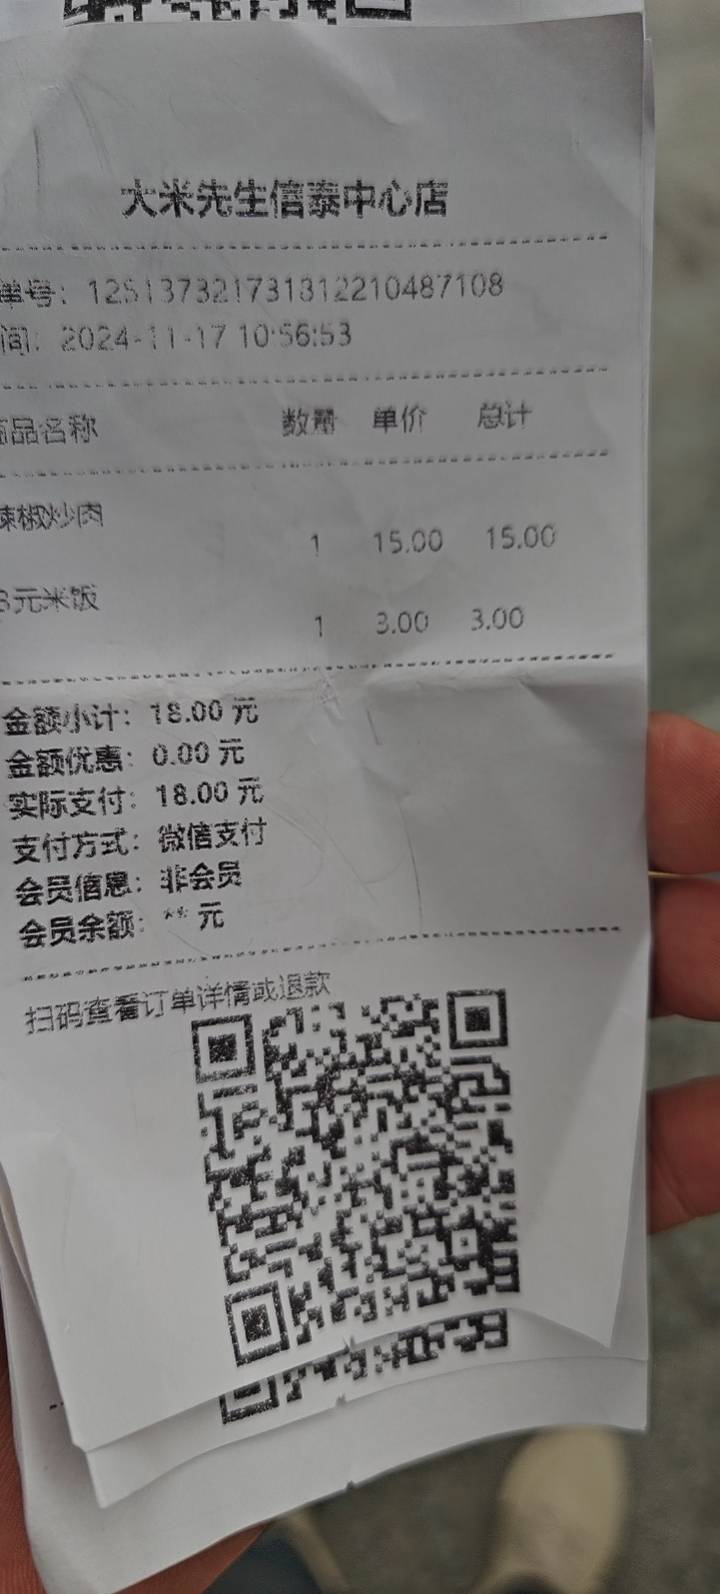 大米先生信泰中心店
单号：1251373217313122210487108
间：2024-11-17 10:56:53
商品名称 数量 单价 总计
辣椒炒肉
1 15.00 15.00
3元米饭
1 3.00 3.00
金额小计：18.00 元
金额优惠：0.00 元
实际支付：18.00 元
支付方式：微信支付
会员信息：非会员
会员余额：** 元
扫码查看订单详情或退款